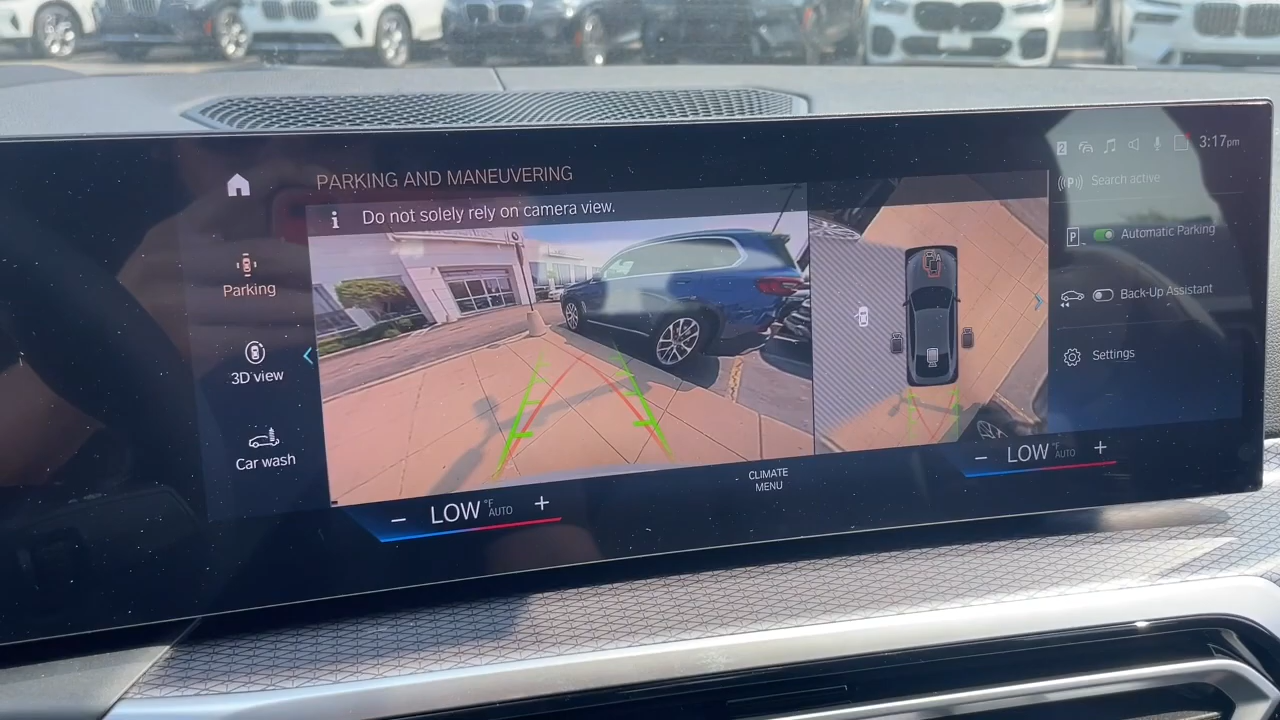 PARKING AND MANEUVERING
2
3:17pm
Do not solely rely on camera view.
((P)) Search active
P Automatic Parking
Parking
Back-Up Assistant
3D view
Settings
Car wash
− LOW °F AUTO +
CLIMATE
MENU
− LOW °F AUTO +